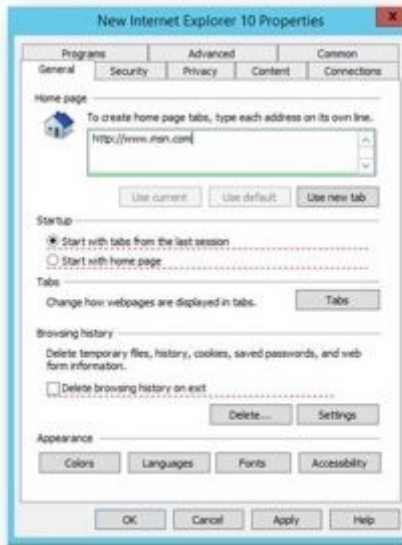 New Internet Explorer 10 Properties
x
Programs Advanced Common
General Security Privacy Content Connections
Home page
To create home page tabs, type each address on its own line.
http://www.msn.com
Use current Use default Use new tab
Startup
Start with tabs from the last session
Start with home page
Tabs
Change how webpages are displayed in tabs. Tabs
Browsing history
Delete temporary files, history, cookies, saved passwords, and web
form information.
Delete browsing history on exit
Delete... Settings
Appearance
Colors Languages Fonts Accessibility
OK Cancel Apply Help